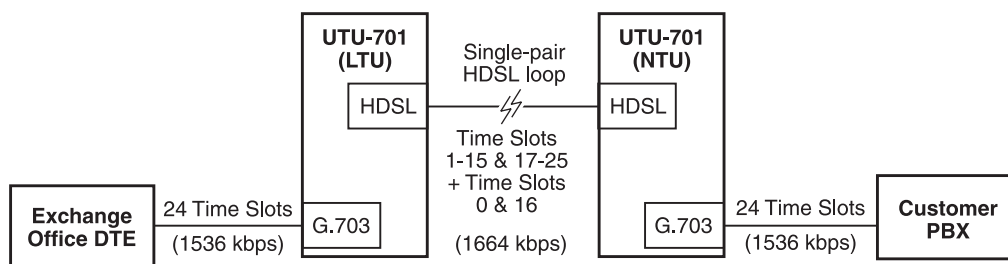 UTU-701
(LTU)
HDSL
G.703
Single-pair
HDSL loop
Time Slots
1-15 & 17-25
+ Time Slots
0 & 16
(1664 kbps)
UTU-701
(NTU)
HDSL
G.703
Exchange
Office DTE
24 Time Slots
(1536 kbps)
24 Time Slots
(1536 kbps)
Customer
PBX